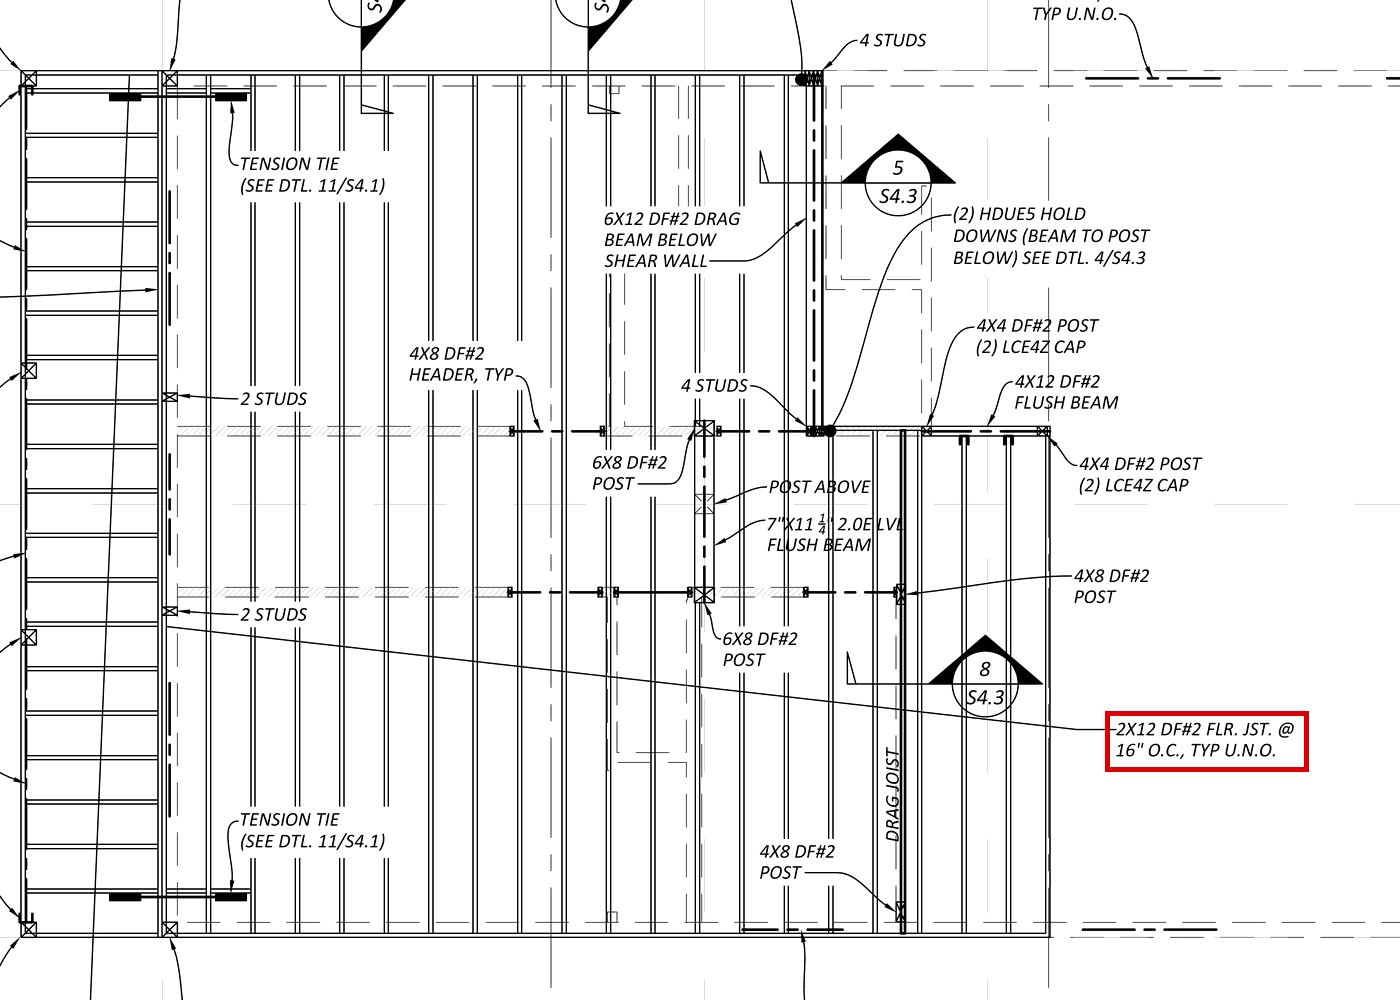 S4
S4
TYP U.N.O.
4 STUDS
TENSION TIE
(SEE DTL. 11/S4.1)
5
S4.3
6X12 DF#2 DRAG
BEAM BELOW
SHEAR WALL
(2) HDUE5 HOLD
DOWNS (BEAM TO POST
BELOW) SEE DTL. 4/S4.3
4X4 DF#2 POST
(2) LCE4Z CAP
4X8 DF#2
HEADER, TYP
4 STUDS
4X12 DF#2
FLUSH BEAM
2 STUDS
6X8 DF#2
POST
4X4 DF#2 POST
(2) LCE4Z CAP
POST ABOVE
7"X11 1/4" 2.0E LVL
FLUSH BEAM
4X8 DF#2
POST
2 STUDS
6X8 DF#2
POST
8
S4.3
2X12 DF#2 FLR. JST. @
16" O.C., TYP U.N.O.
DRAG JOIST
TENSION TIE
(SEE DTL. 11/S4.1)
4X8 DF#2
POST